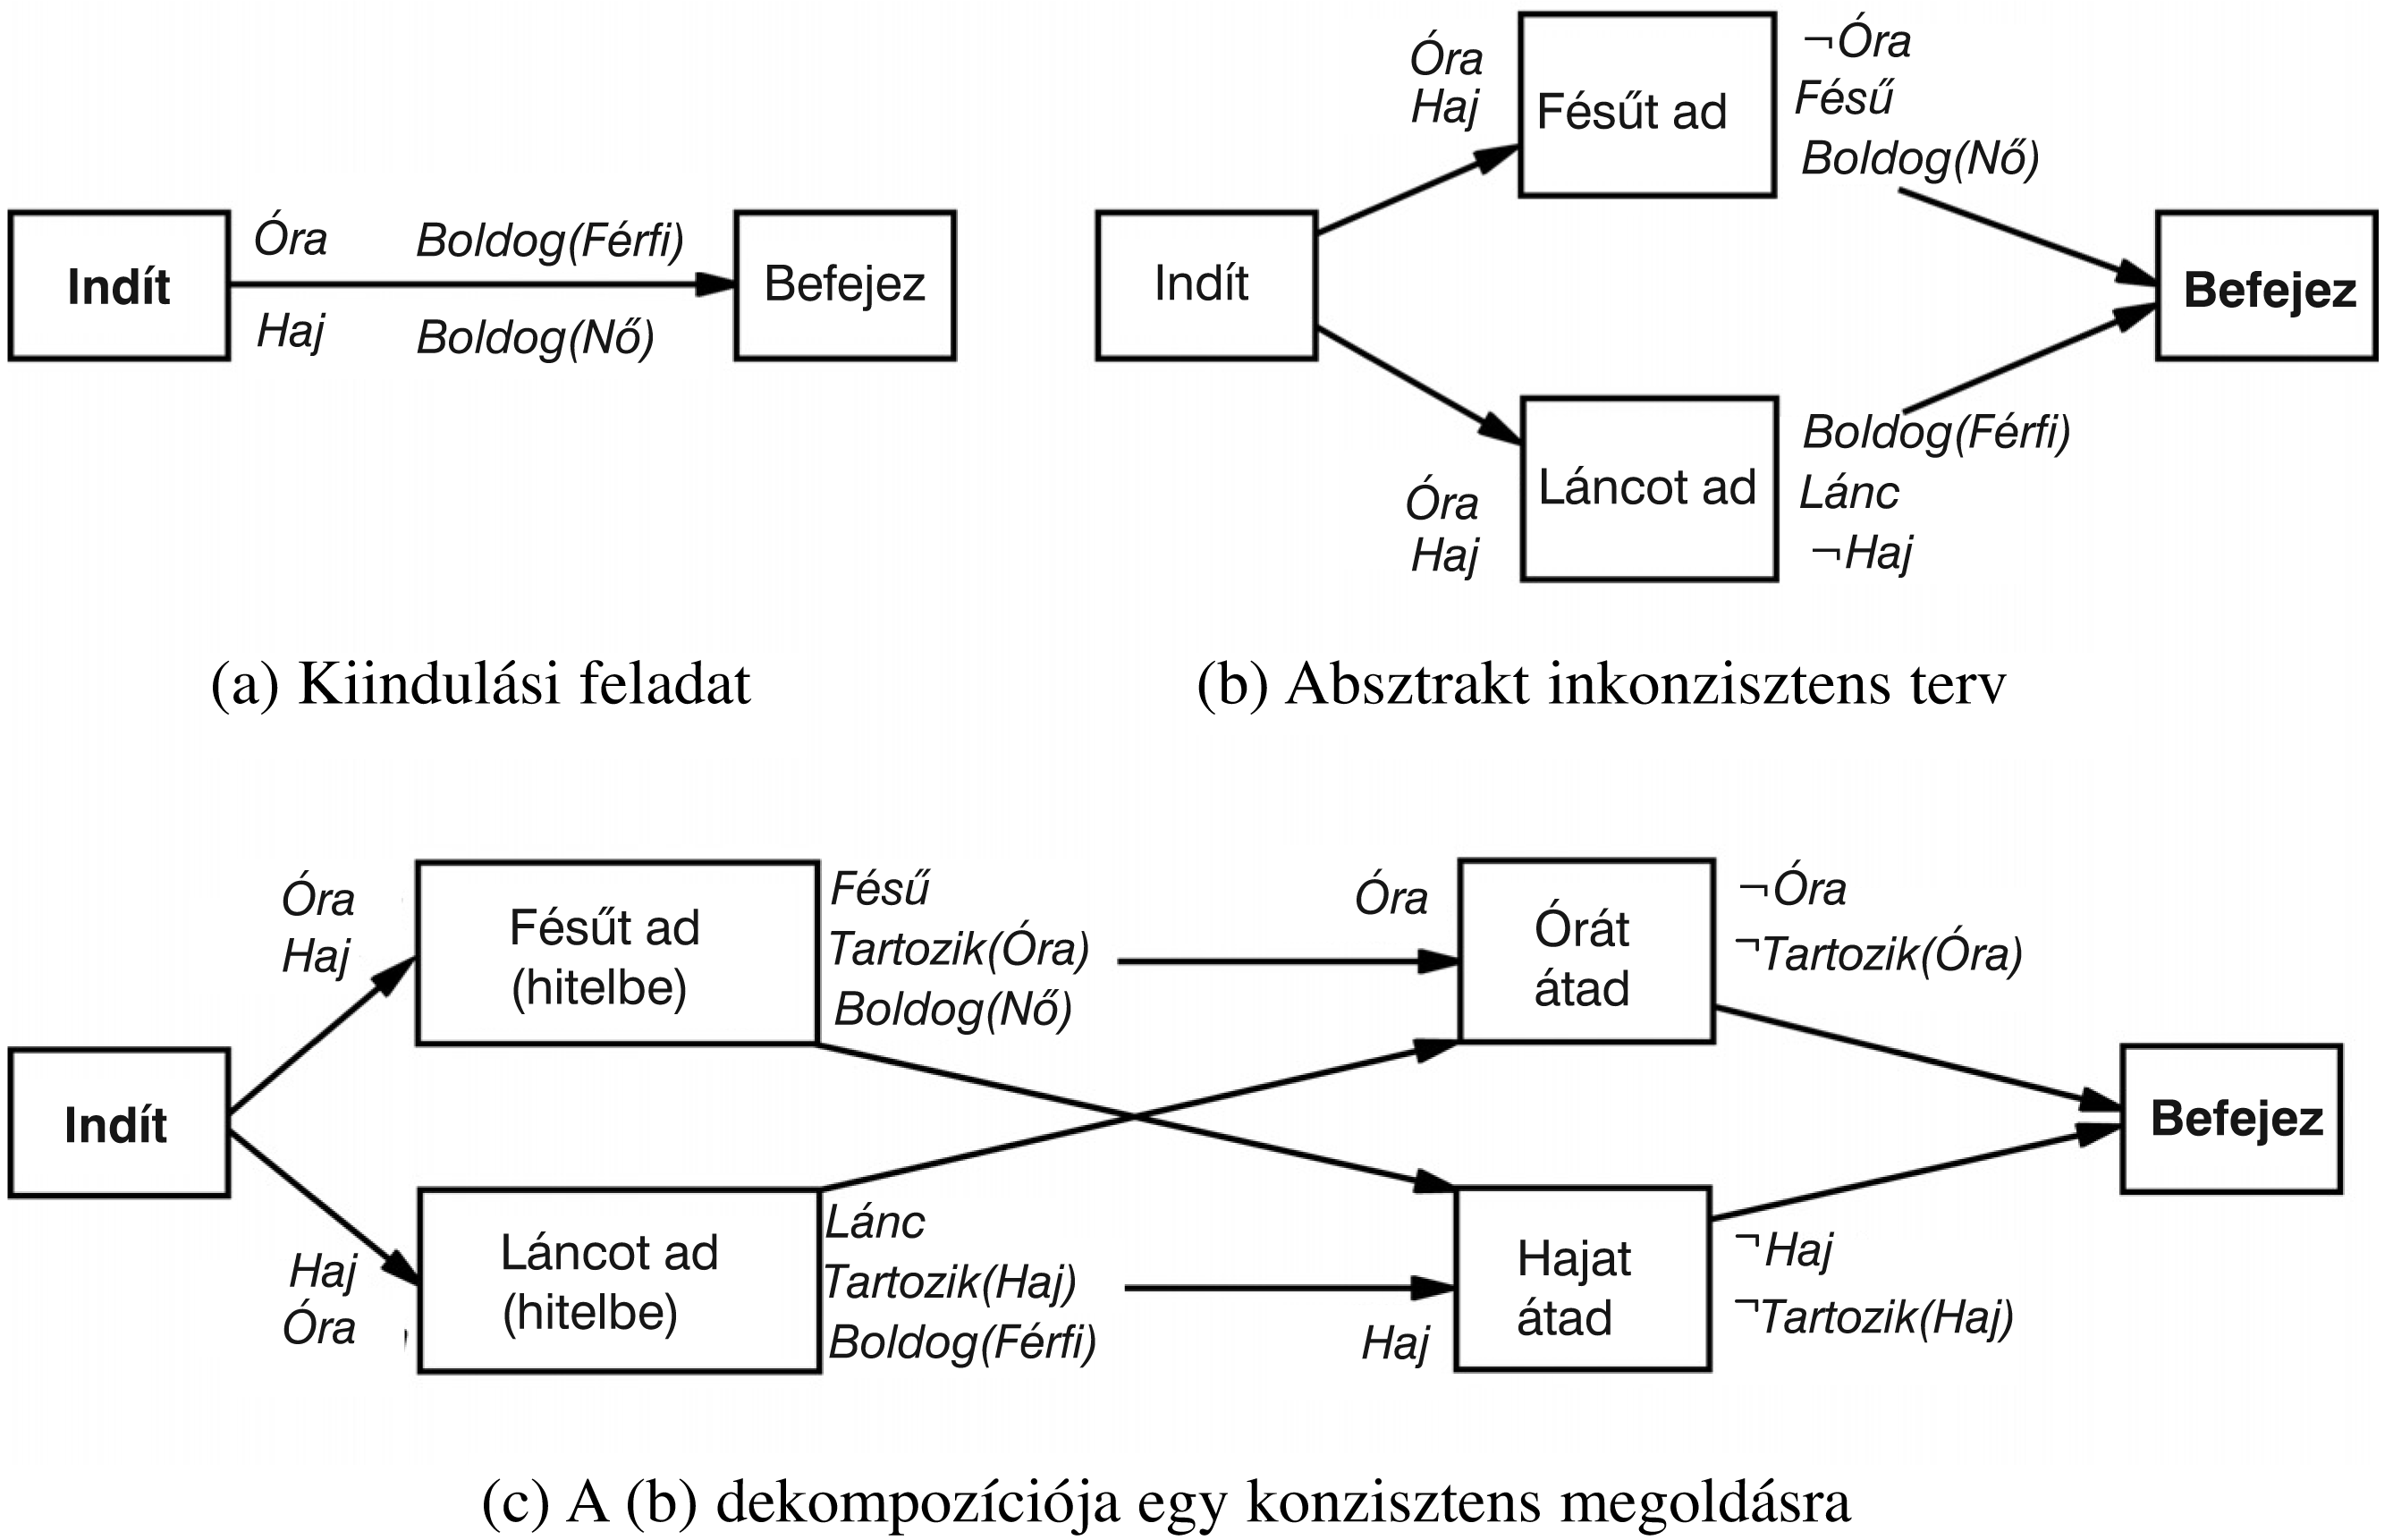 Indít
Óra
Haj
Boldog(Férfi)
Boldog(Nő)
Befejez
(a) Kiindulási feladat
Indít
Óra
Haj
Fésűt ad
¬Óra
Fésű
Boldog(Nő)
Óra
Haj
Láncot ad
Boldog(Férfi)
Lánc
¬Haj
Befejez
(b) Absztrakt inkonzisztens terv
Indít
Óra
Haj
Fésűt ad
(hitelbe)
Fésű
Tartozik(Óra)
Boldog(Nő)
Óra
Órát
átad
¬Óra
¬Tartozik(Óra)
Haj
Óra
Láncot ad
(hitelbe)
Lánc
Tartozik(Haj)
Boldog(Férfi)
Haj
Hajat
átad
¬Haj
¬Tartozik(Haj)
Befejez
(c) A (b) dekompozíciója egy konzisztens megoldásra